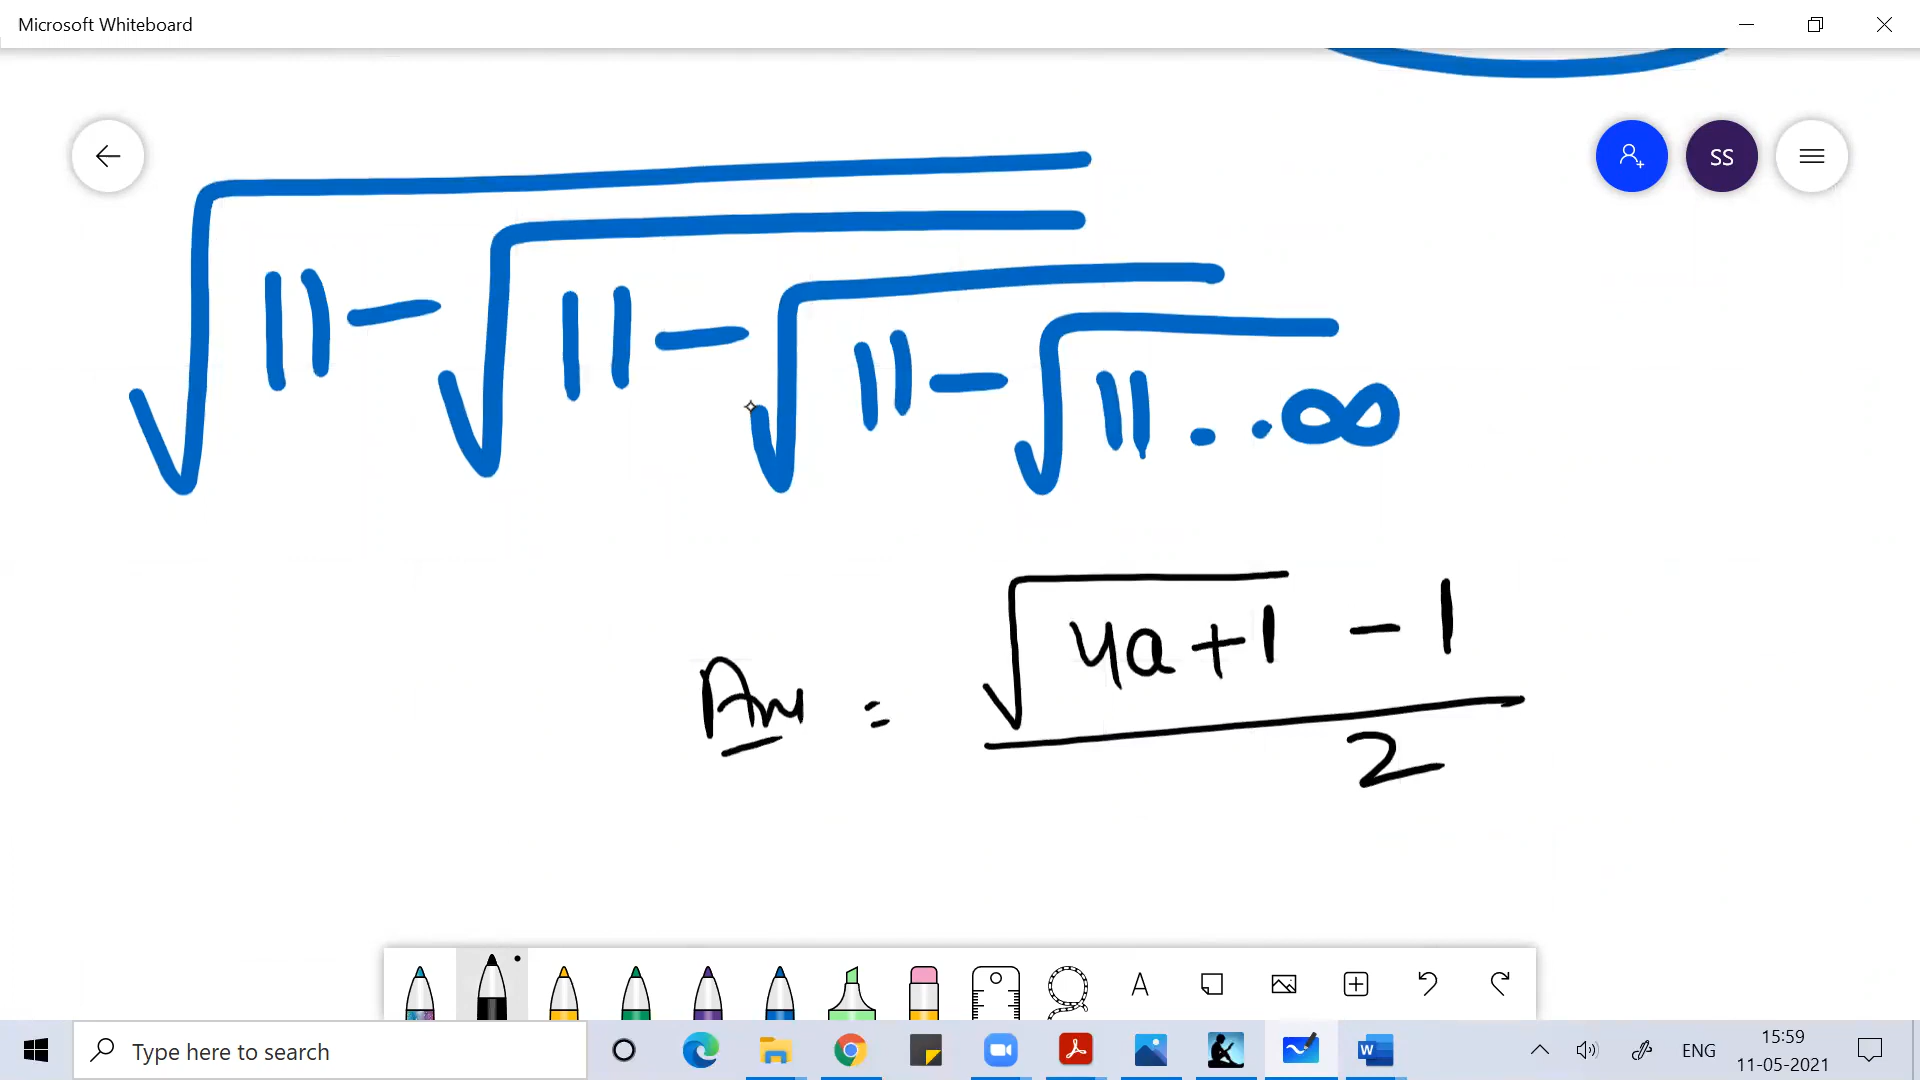 Microsoft Whiteboard
SS
√11-√11-√11-√11..∞
Ans = √4a+1 - 1
2
A
W
Type here to search
ENG
15:59
11-05-2021